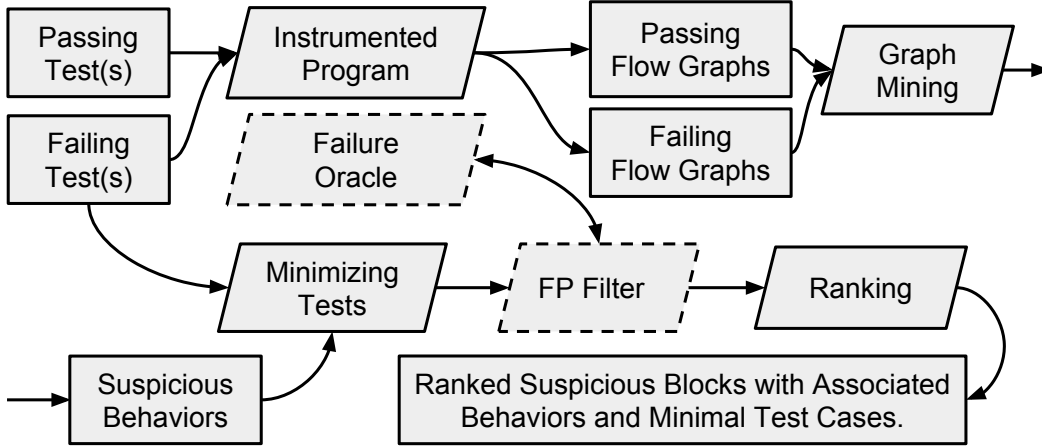 Passing
Test(s)
Instrumented
Program
Passing
Flow Graphs
Graph
Mining
Failing
Test(s)
Failure
Oracle
Failing
Flow Graphs
Minimizing
Tests
FP Filter
Ranking
Suspicious
Behaviors
Ranked Suspicious Blocks with Associated
Behaviors and Minimal Test Cases.